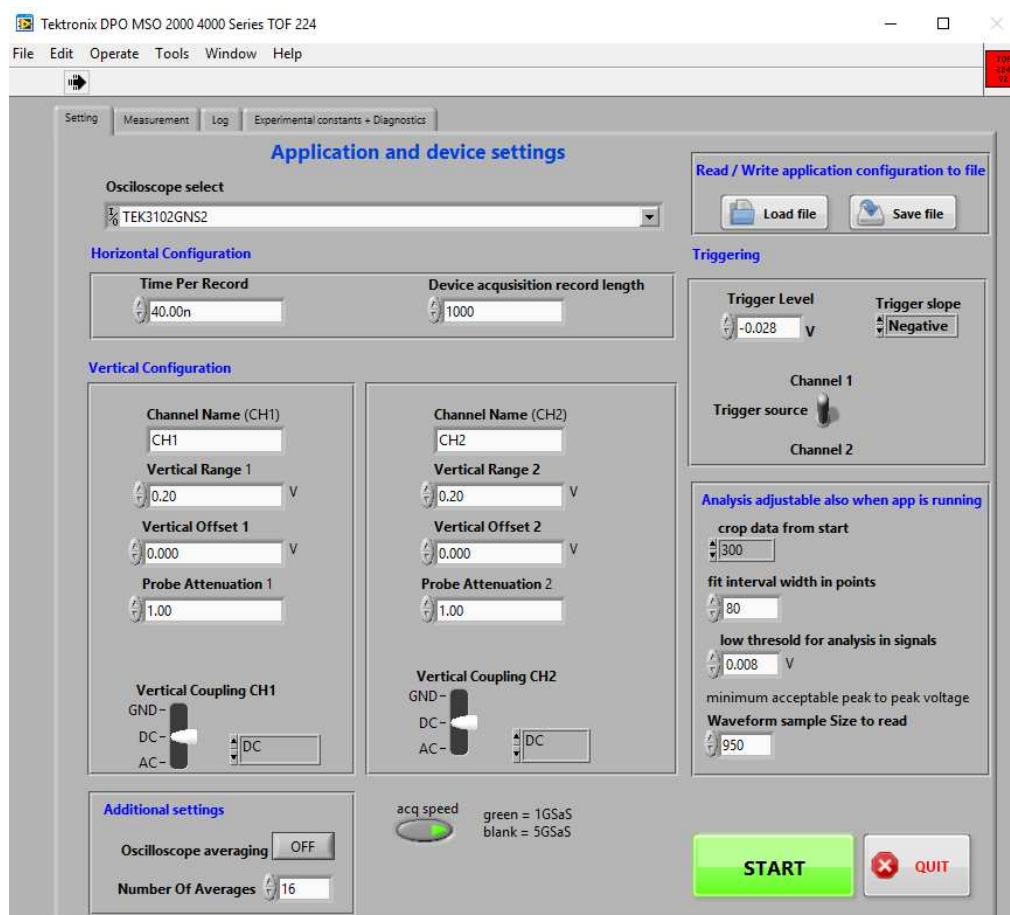 Tektronix DPO MSO 2000 4000 Series TOF 224
File Edit Operate Tools Window Help
Setting Measurement Log Experimental constants + Diagnostics
Application and device settings
Osciloscope select
TEK3102GNS2
Read / Write application configuration to file
Load file Save file
Horizontal Configuration
Time Per Record Device acqusisition record length
40.00n 1000
Triggering
Trigger Level Trigger slope
-0.028 V Negative
Channel 1
Trigger source
Channel 2
Vertical Configuration
Channel Name (CH1)
CH1
Vertical Range 1
0.20 V
Vertical Offset 1
0.000 V
Probe Attenuation 1
1.00
Vertical Coupling CH1
GND
DC
AC
DC
Channel Name (CH2)
CH2
Vertical Range 2
0.20 V
Vertical Offset 2
0.000 V
Probe Attenuation 2
1.00
Vertical Coupling CH2
GND
DC
AC
DC
Analysis adjustable also when app is running
crop data from start
300
fit interval width in points
80
low thresold for analysis in signals
0.008 V
minimum acceptable peak to peak voltage
Waveform sample Size to read
950
Additional settings
Oscilloscope averaging OFF
Number Of Averages 16
acq speed
green = 1GSaS
blank = 5GSaS
START
QUIT